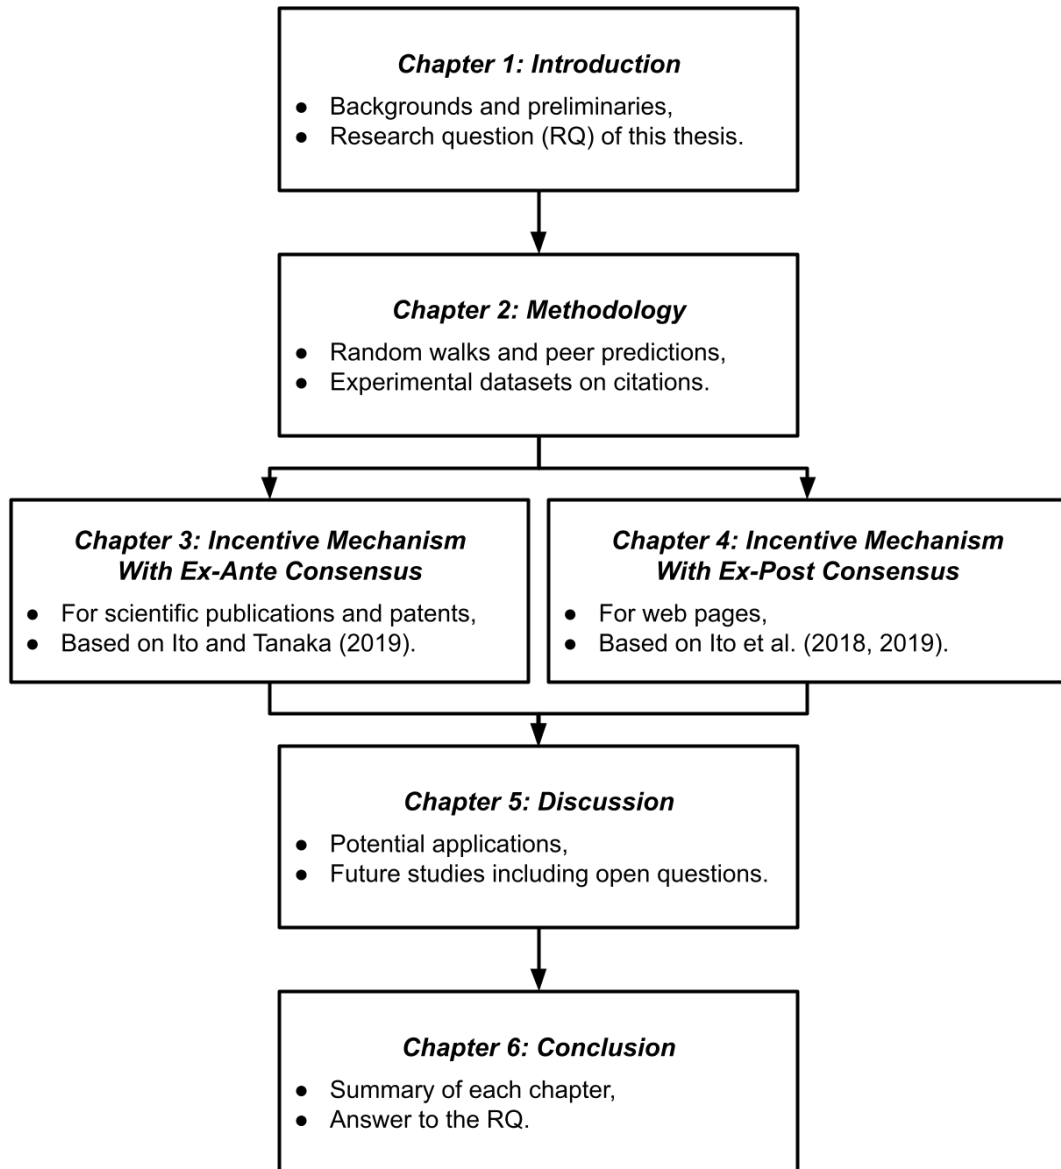 Chapter 1: Introduction
● Backgrounds and preliminaries,
● Research question (RQ) of this thesis.
Chapter 2: Methodology
● Random walks and peer predictions,
● Experimental datasets on citations.
Chapter 3: Incentive Mechanism
With Ex-Ante Consensus
● For scientific publications and patents,
● Based on Ito and Tanaka (2019).
Chapter 4: Incentive Mechanism
With Ex-Post Consensus
● For web pages,
● Based on Ito et al. (2018, 2019).
Chapter 5: Discussion
● Potential applications,
● Future studies including open questions.
Chapter 6: Conclusion
● Summary of each chapter,
● Answer to the RQ.